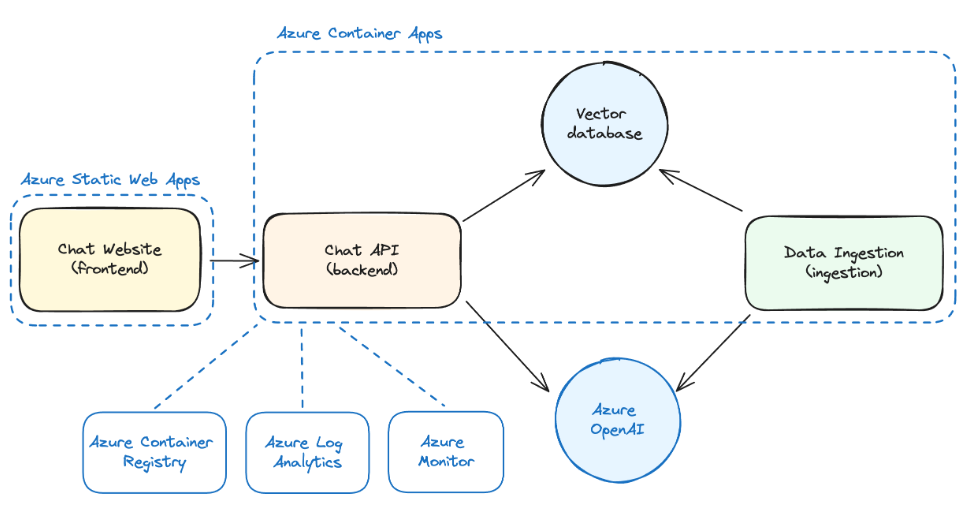 Azure Container Apps
Vector
database
Azure Static Web Apps
Chat Website
(frontend)
Chat API
(backend)
Data Ingestion
(ingestion)
Azure Container
Registry
Azure Log
Analytics
Azure
Monitor
Azure
OpenAI